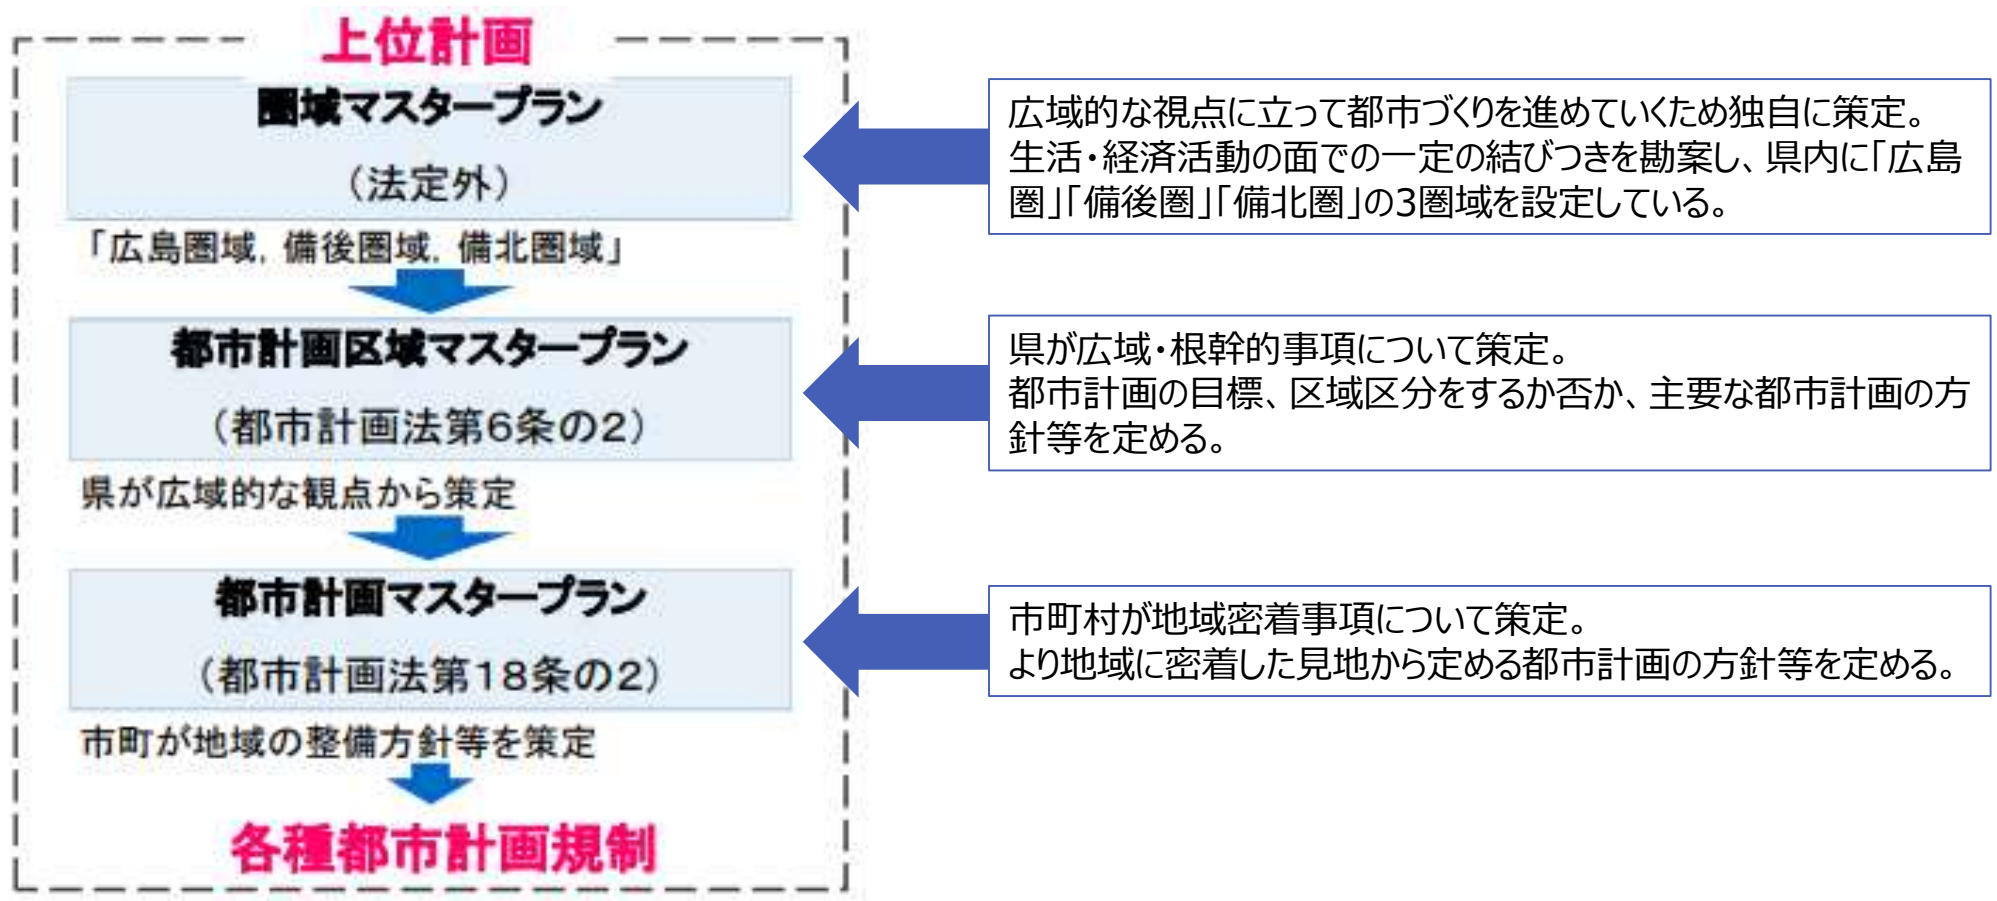 上位計画
圏域マスタープラン
（法定外）
「広島圏域，備後圏域，備北圏域」
都市計画区域マスタープラン
（都市計画法第6条の2）
県が広域的な観点から策定
都市計画マスタープラン
（都市計画法第18条の2）
市町が地域の整備方針等を策定
各種都市計画規制
広域的な視点に立って都市づくりを進めていくため独自に策定。
生活・経済活動の面での一定の結びつきを勘案し、県内に「広島
圏」「備後圏」「備北圏」の3圏域を設定している。
県が広域・根幹的事項について策定。
都市計画の目標、区域区分をするか否か、主要な都市計画の方
針等を定める。
市町村が地域密着事項について策定。
より地域に密着した見地から定める都市計画の方針等を定める。